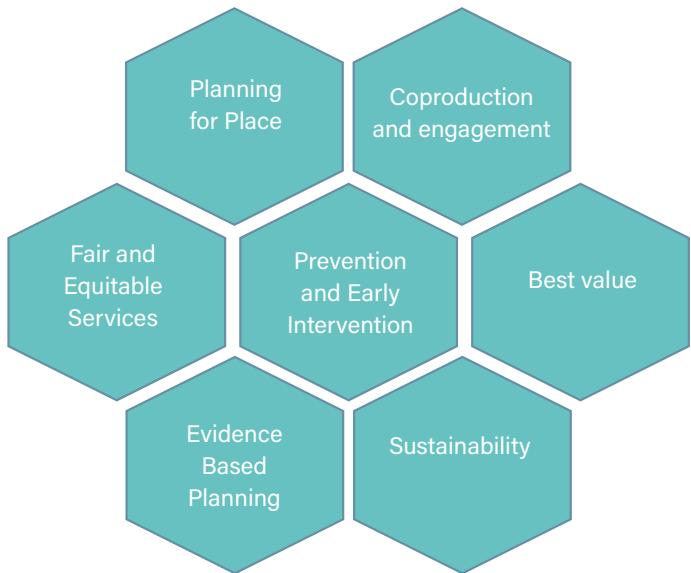 Planning
for Place
Coproduction
and engagement
Fair and
Equitable
Services
Prevention
and Early
Intervention
Best value
Evidence
Based
Planning
Sustainability